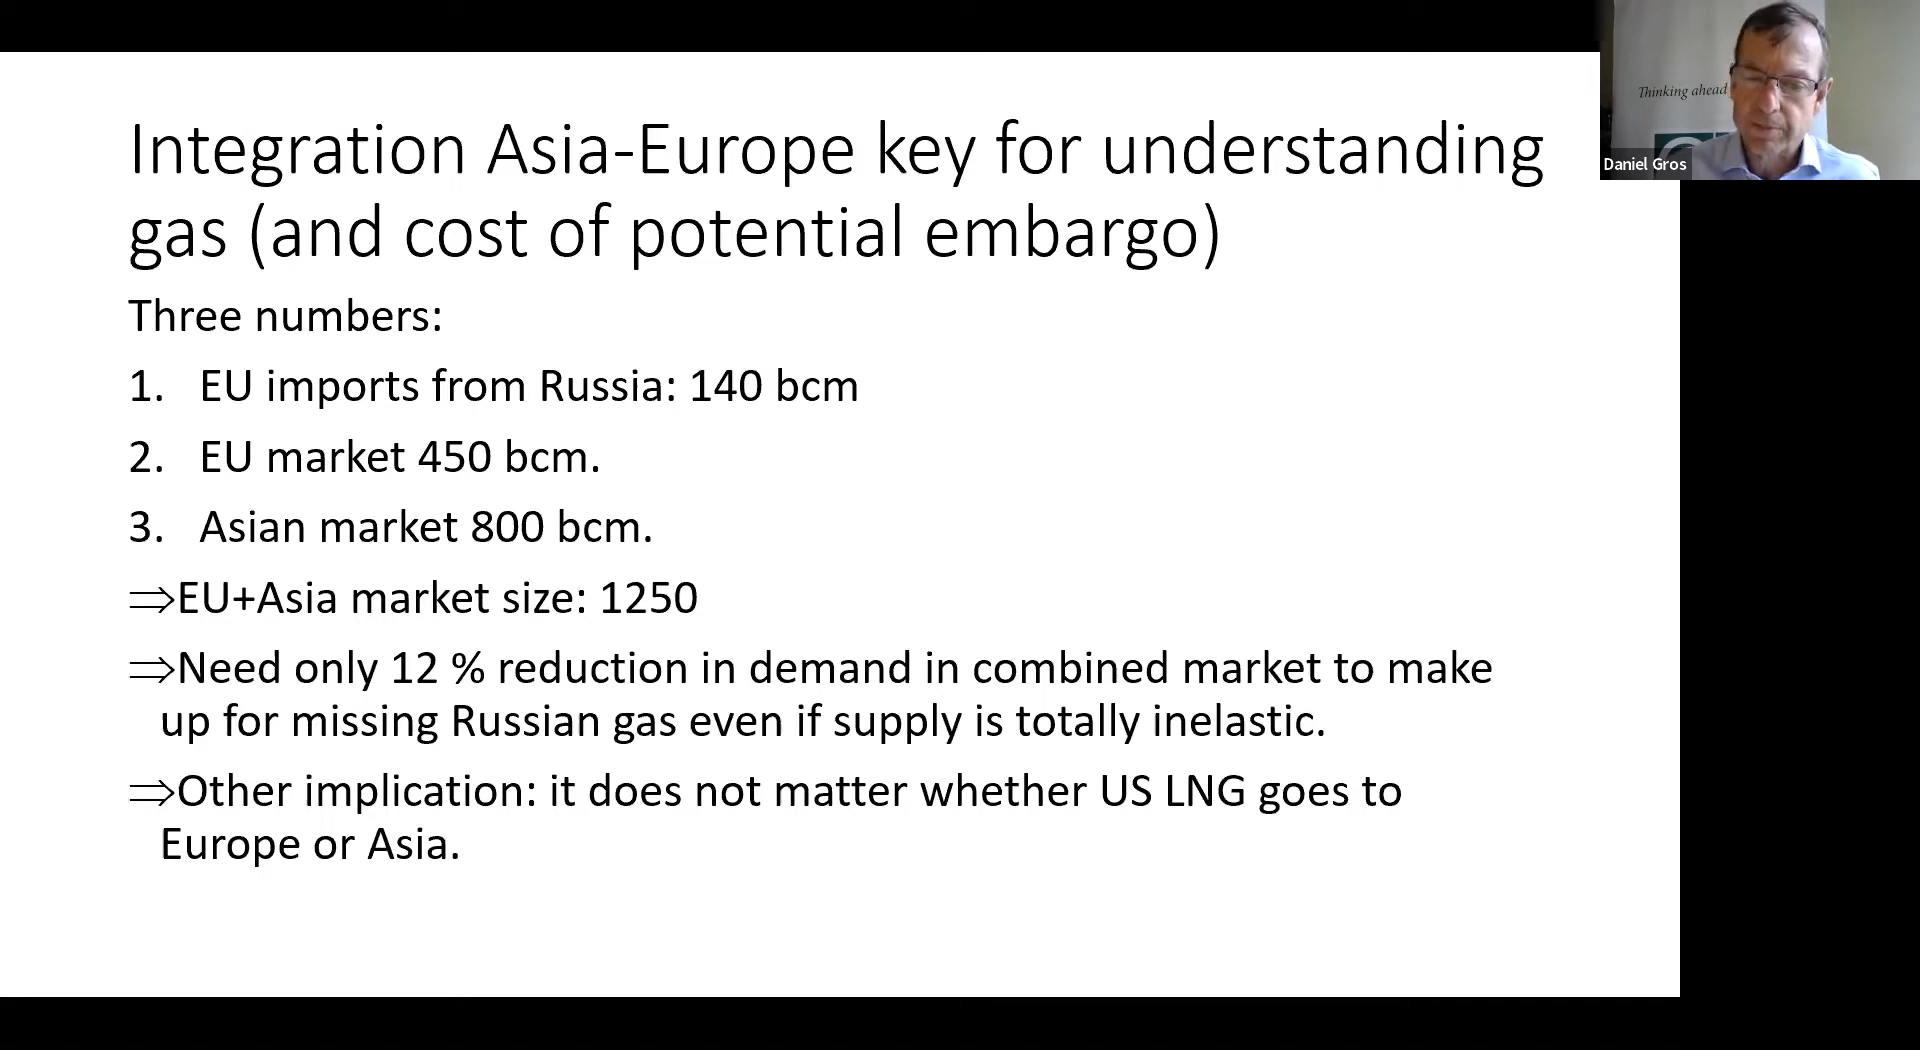 Integration Asia-Europe key for understanding
gas (and cost of potential embargo)
Three numbers:
1. EU imports from Russia: 140 bcm
2. EU market 450 bcm.
3. Asian market 800 bcm.
⇒EU+Asia market size: 1250
⇒Need only 12 % reduction in demand in combined market to make
up for missing Russian gas even if supply is totally inelastic.
⇒Other implication: it does not matter whether US LNG goes to
Europe or Asia.
Thinking ahead
Daniel Gros